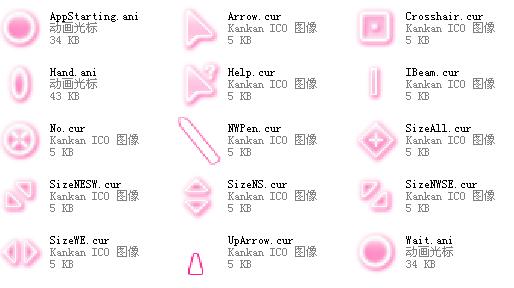 AppStarting.ani
动画光标
34 KB
Arrow.cur
Kankan ICO 图像
5 KB
Crosshair.cur
Kankan ICO 图像
5 KB
Hand.ani
动画光标
43 KB
Help.cur
Kankan ICO 图像
5 KB
IBeam.cur
Kankan ICO 图像
5 KB
No.cur
Kankan ICO 图像
5 KB
NWPen.cur
Kankan ICO 图像
5 KB
SizeAll.cur
Kankan ICO 图像
5 KB
SizeNESW.cur
Kankan ICO 图像
5 KB
SizeNS.cur
Kankan ICO 图像
5 KB
SizeNWSE.cur
Kankan ICO 图像
5 KB
SizeWE.cur
Kankan ICO 图像
5 KB
UpArrow.cur
Kankan ICO 图像
5 KB
Wait.ani
动画光标
34 KB